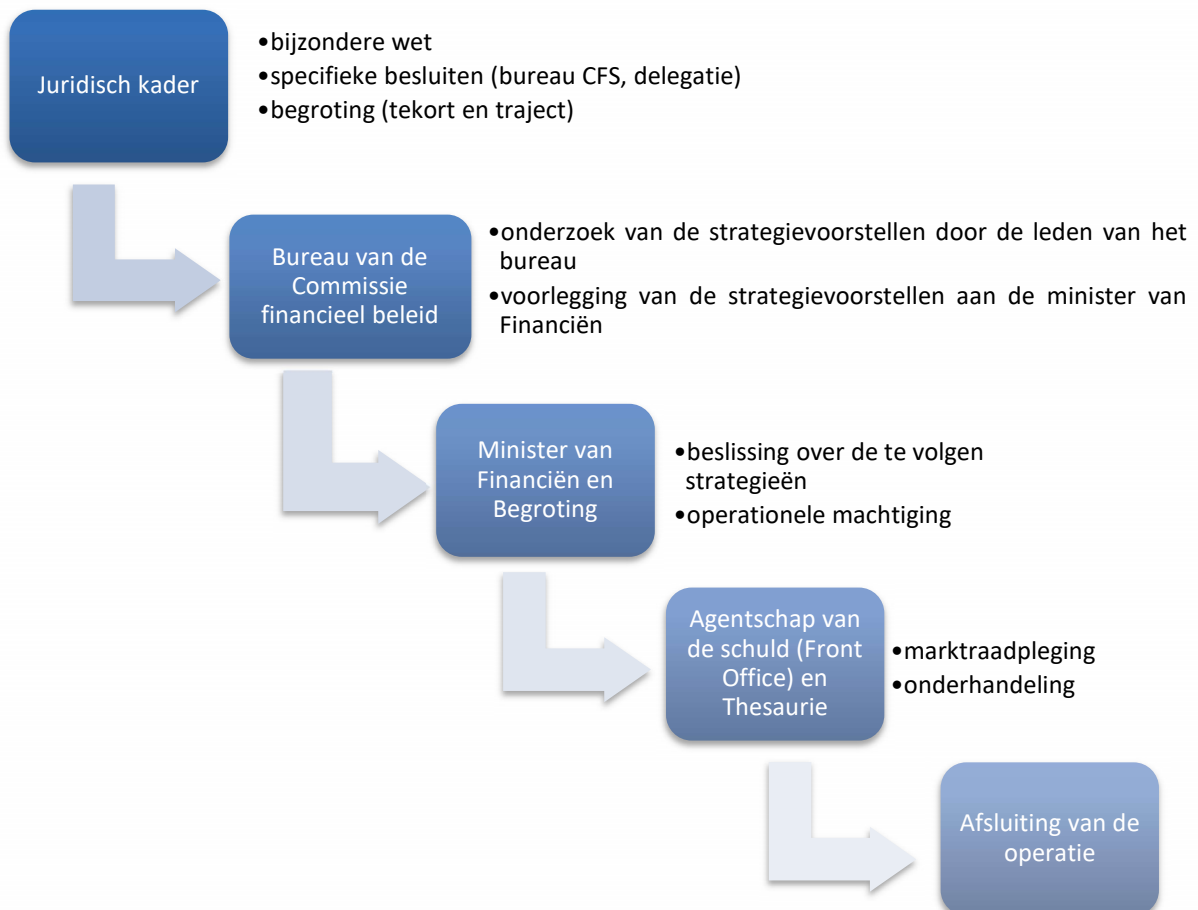 Juridisch kader
•bijzondere wet
•specifieke besluiten (bureau CFS, delegatie)
•begroting (tekort en traject)
Bureau van de
Commissie
financieel beleid
•onderzoek van de strategievoorstellen door de leden van het
bureau
•voorlegging van de strategievoorstellen aan de minister van
Financiën
Minister van
Financiën en
Begroting
•beslissing over de te volgen
strategieën
•operationele machtiging
Agentschap van
de schuld (Front
Office) en
Thesaurie
•marktraadpleging
•onderhandeling
Afsluiting van de
operatie